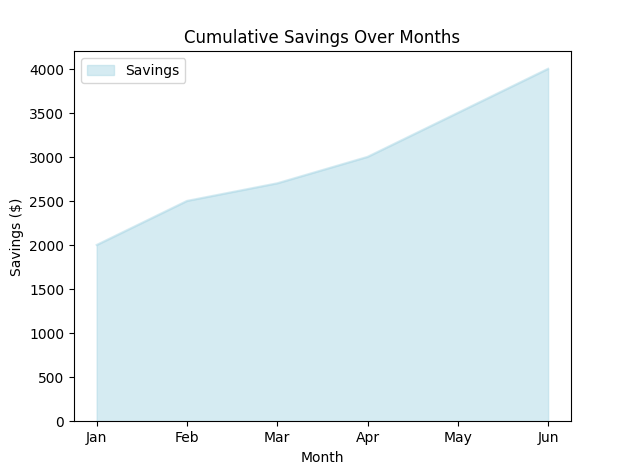 Cumulative Savings Over Months
Savings
4000
3500
3000
2500
2000
1500
1000
500
0
Savings ($)
Jan Feb Mar Apr May Jun
Month